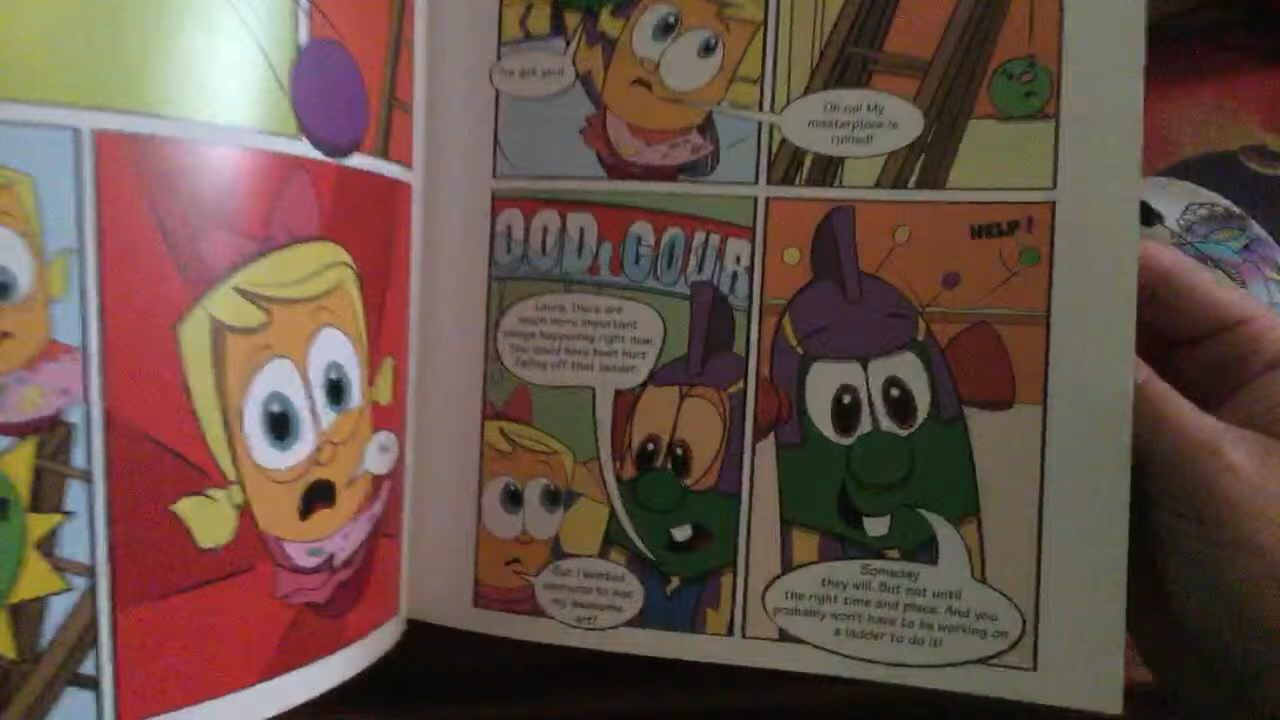 I've got you!
Oh no! My
masterpiece is
ruined!
OOD & GOUR
Laura, there are
much more important
things happening right now.
You could have been hurt
falling off that ladder.
But I wanted
someone to see
my awesome
art!
HELP!
Someday
they will. But not until
the right time and place. And you
probably won't have to be working on
a ladder to do it!